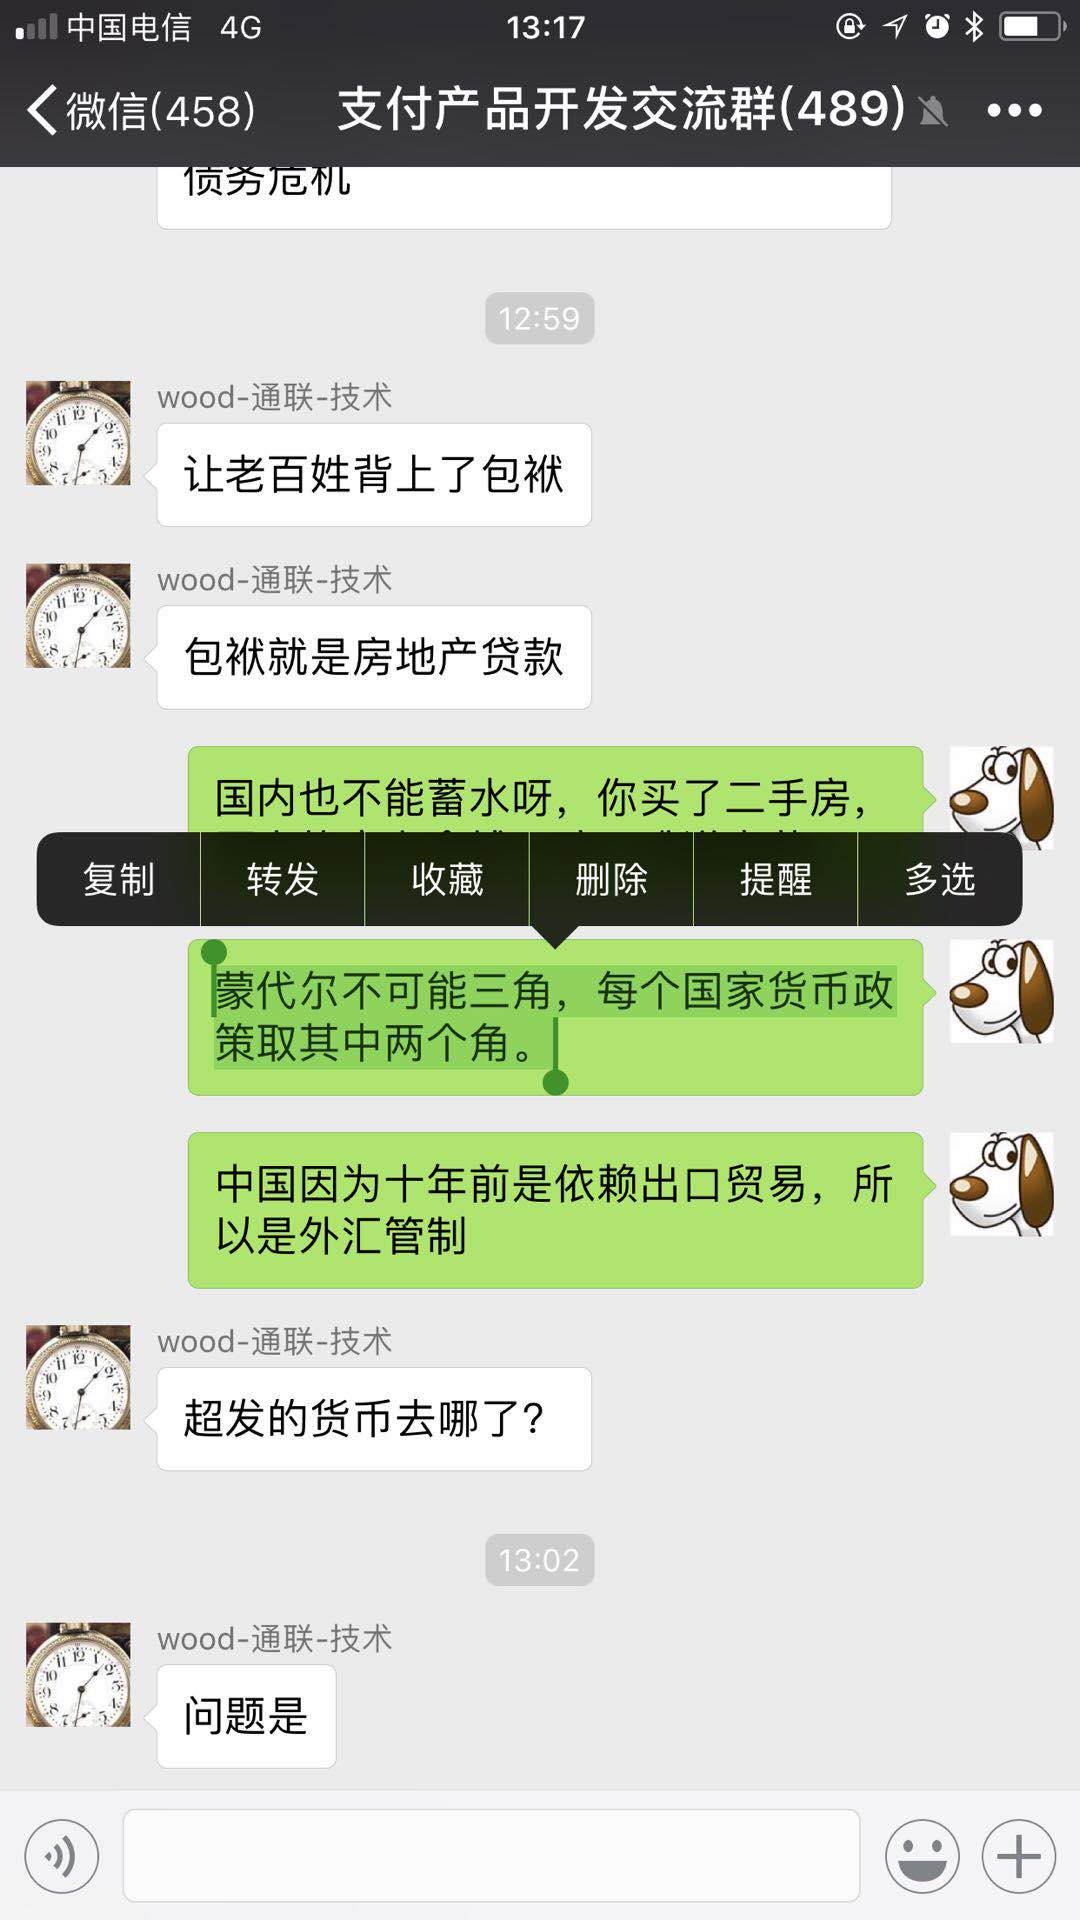 中国电信 4G 13:17
微信(458) 支付产品开发交流群(489)
债务危机
12:59
wood-通联-技术
让老百姓背上了包袱
wood-通联-技术
包袱就是房地产贷款
国内也不能蓄水呀，你买了二手房，
复制 转发 收藏 删除 提醒 多选
蒙代尔不可能三角，每个国家货币政
策取其中两个角。
中国因为十年前是依赖出口贸易，所
以是外汇管制
wood-通联-技术
超发的货币去哪了?
13:02
wood-通联-技术
问题是